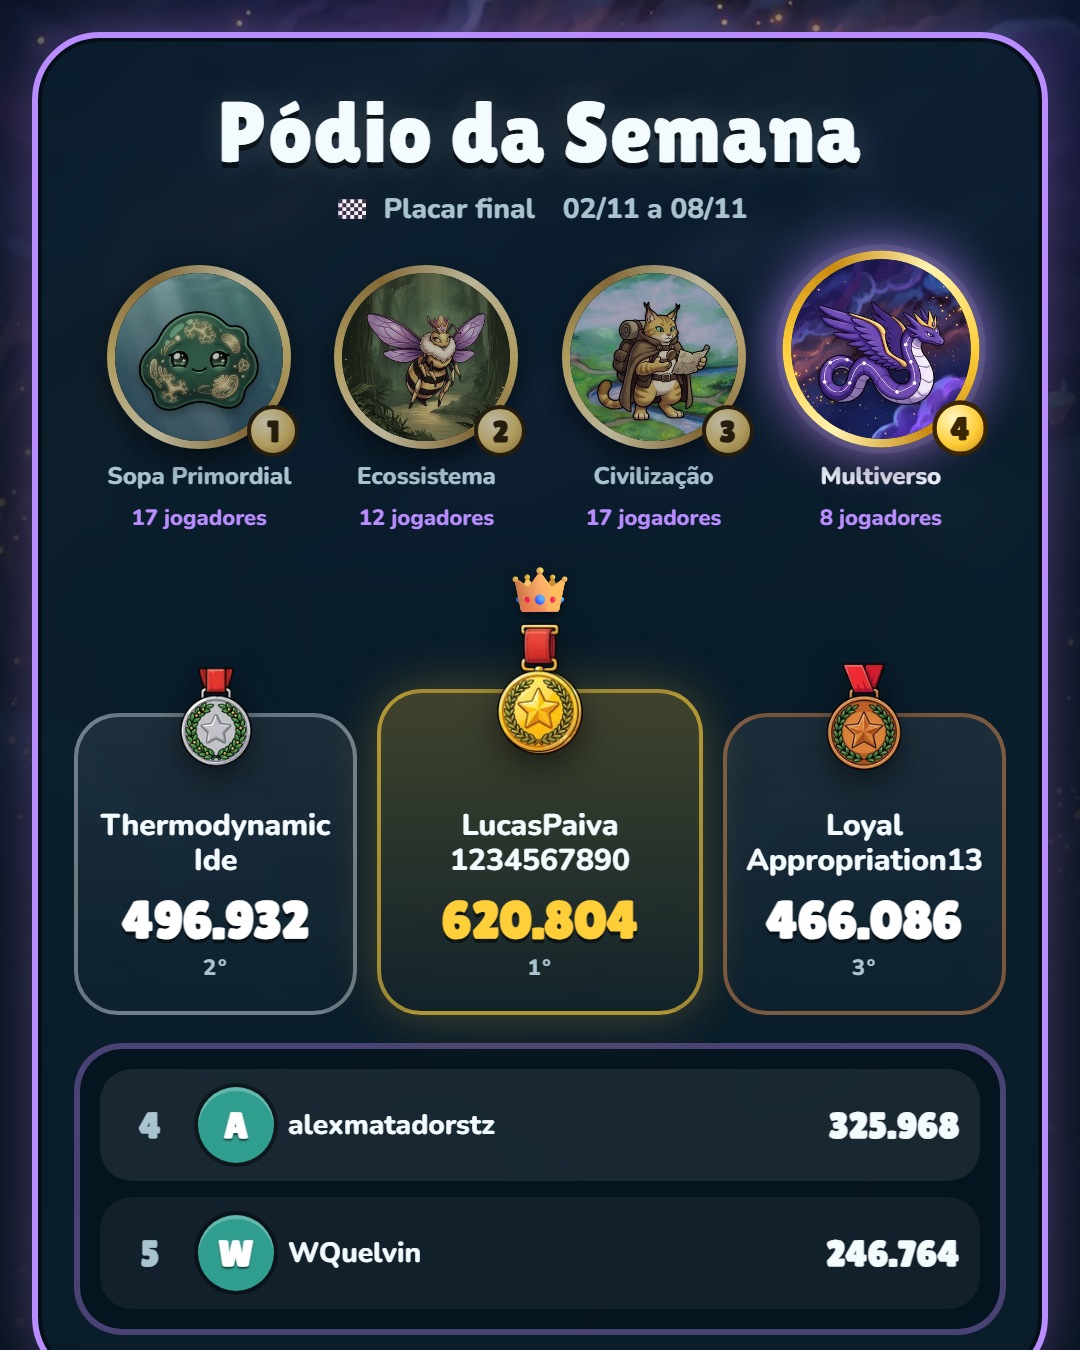 Pódio da Semana
Placar final 02/11 a 08/11
1 2 3 4
Sopa Primordial Ecossistema Civilização Multiverso
17 jogadores 12 jogadores 17 jogadores 8 jogadores
Thermodynamic
Ide
496.932
2°
LucasPaiva
1234567890
620.804
1°
Loyal
Appropriation13
466.086
3°
4 A alexmatadorstz 325.968
5 W WQuelvin 246.764